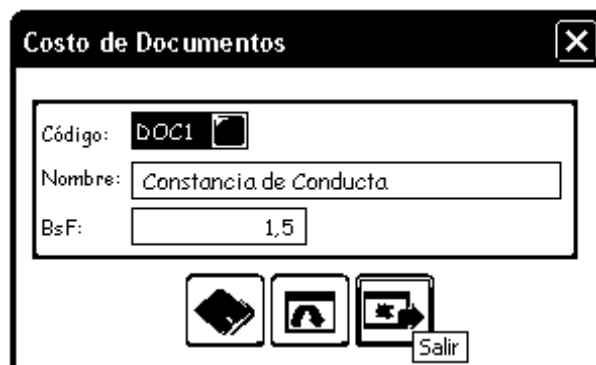 Costo de Documentos
Código: DOC1
Nombre: Constancia de Conducta
BsF: 1,5
Salir